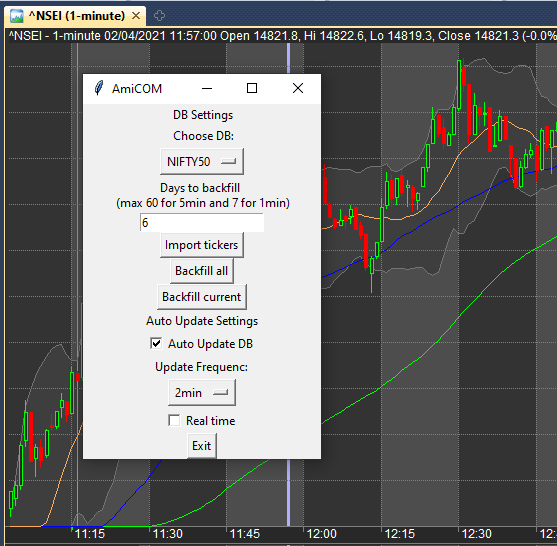 ^NSEI (1-minute)
^NSEI - 1-minute 02/04/2021 11:57:00 Open 14821.8, Hi 14822.6, Lo 14819.3, Close 14821.3 (-0.0%
AmiCOM
DB Settings
Choose DB:
NIFTY50
Days to backfill
(max 60 for 5min and 7 for 1min)
6
Import tickers
Backfill all
Backfill current
Auto Update Settings
Auto Update DB
Update Frequenc:
2min
Real time
Exit
11:15 11:30 11:45 12:00 12:15 12:30 12: